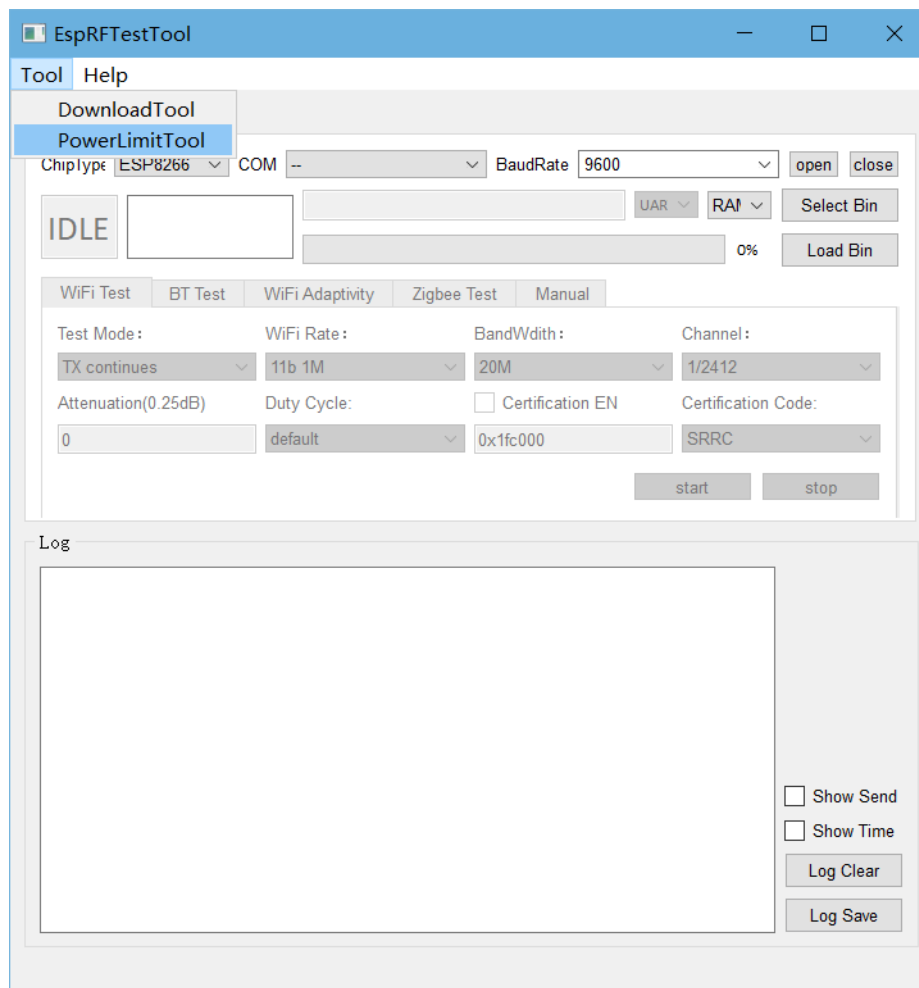 EspRFTestTool
Tool Help
DownloadTool
PowerLimitTool
ChipType ESP8266 COM -- BaudRate 9600 open close
IDLE UAR RAM Select Bin
0% Load Bin
WiFi Test BT Test WiFi Adaptivity Zigbee Test Manual
Test Mode: WiFi Rate: BandWdith: Channel:
TX continues 11b 1M 20M 1/2412
Attenuation(0.25dB) Duty Cycle: Certification EN Certification Code:
0 default 0x1fc000 SRRC
start stop
Log
Show Send
Show Time
Log Clear
Log Save